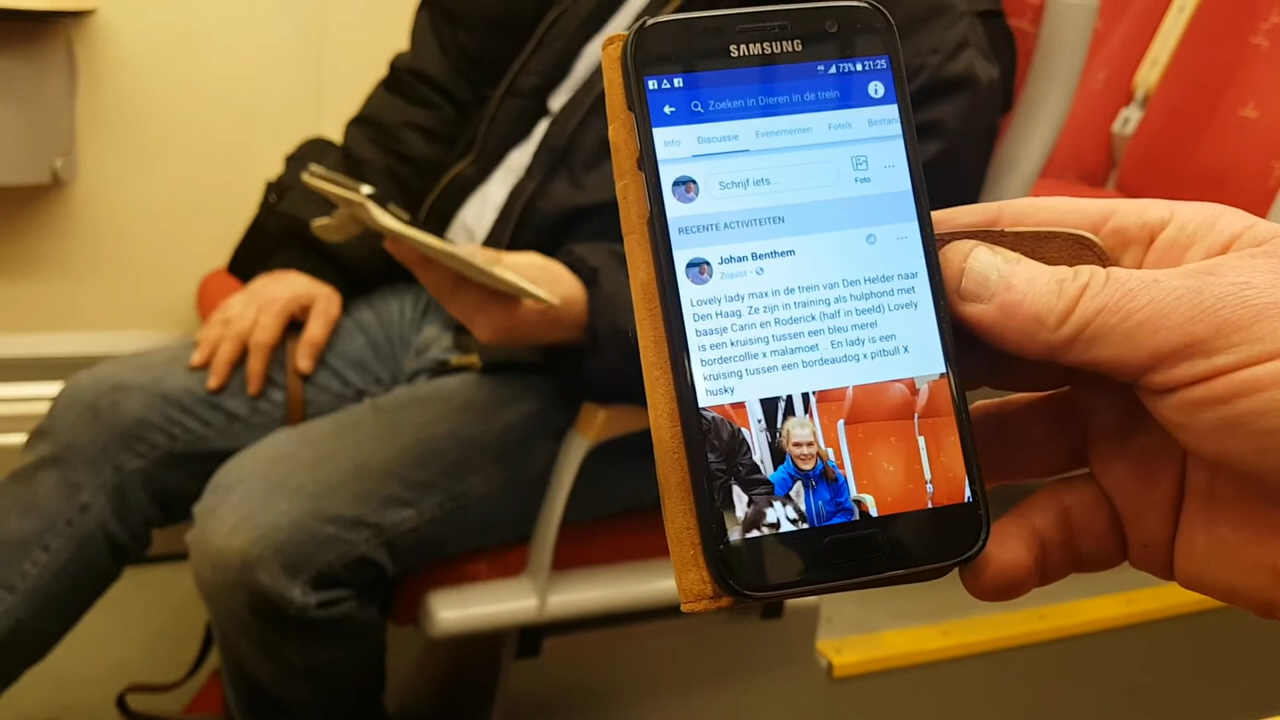 SAMSUNG
73% 21:25
Zoeken in Dieren in de trein
Info Discussie Evenementen Foto's Bestand
Schrijf iets...
Foto
RECENTE ACTIVITEITEN
Johan Benthem
Zojuist
Lovely lady max in de trein van Den Helder naar
Den Haag. Ze zijn in training als hulphond met
baasje Carin en Roderick (half in beeld) Lovely
is een kruising tussen een bleu merel
bordercollie x malamoet .. En lady is een
kruising tussen een bordeaudog x pitbull X
husky